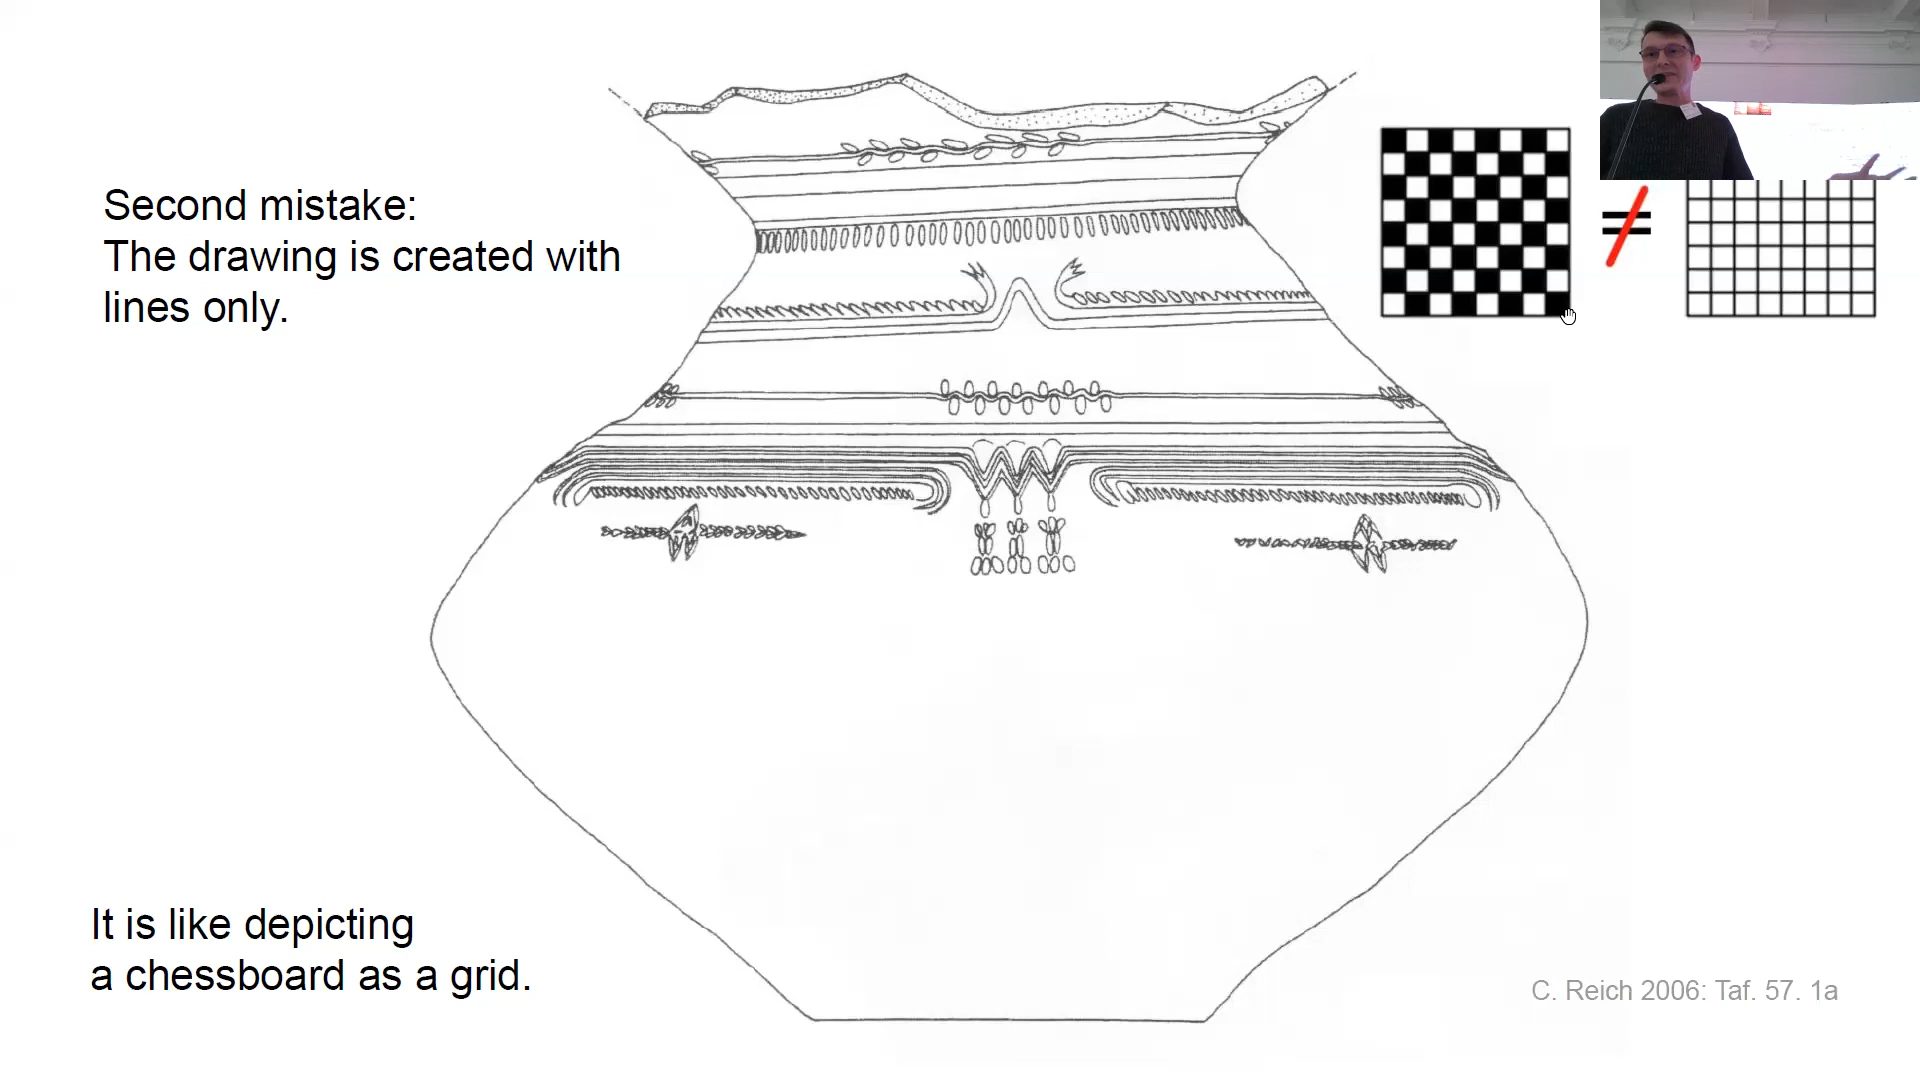 Second mistake:
The drawing is created with
lines only.
It is like depicting
a chessboard as a grid.
C. Reich 2006: Taf. 57. 1a